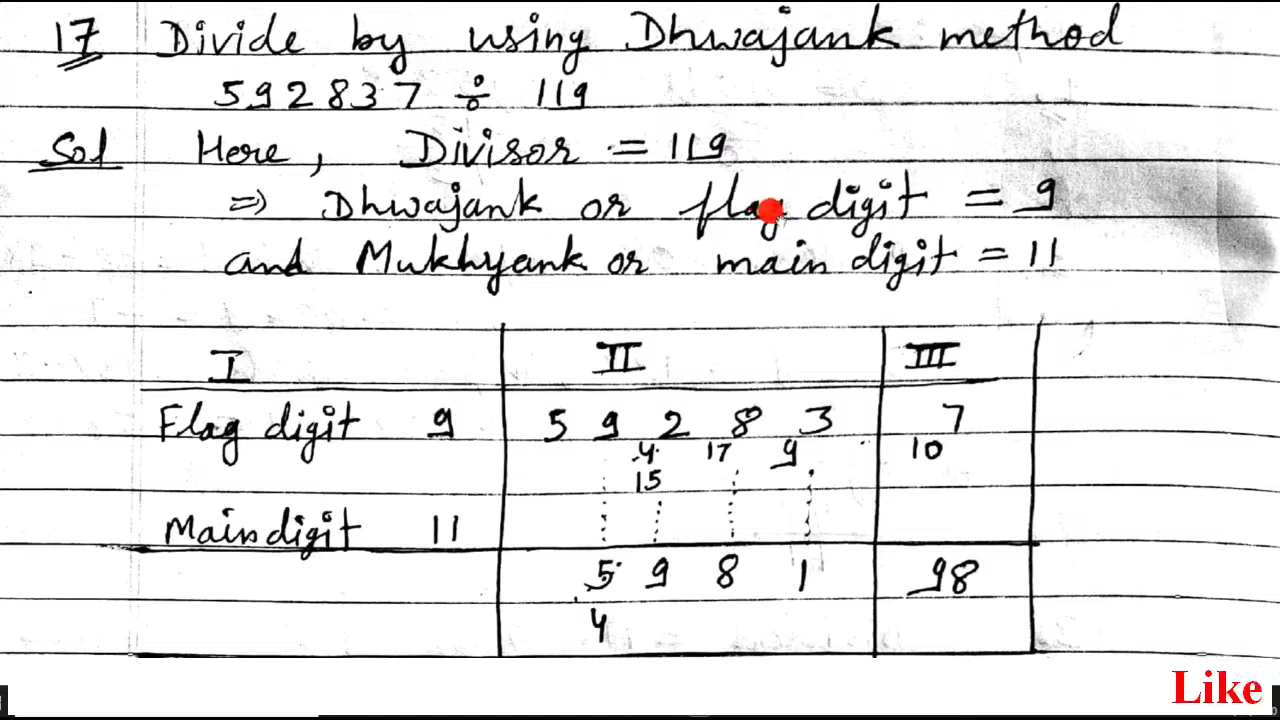 17 Divide by using Dhwajank method
592837 ÷ 119
Sol Here, Divisor = 119
⇒ Dhwajank or flag digit = 9
and Mukhyank or main digit = 11
I II III
Flag digit 9 5 9 2 8 3 7
4 17 9 10
15
Main digit 11
5 9 8 1 98
4
Like